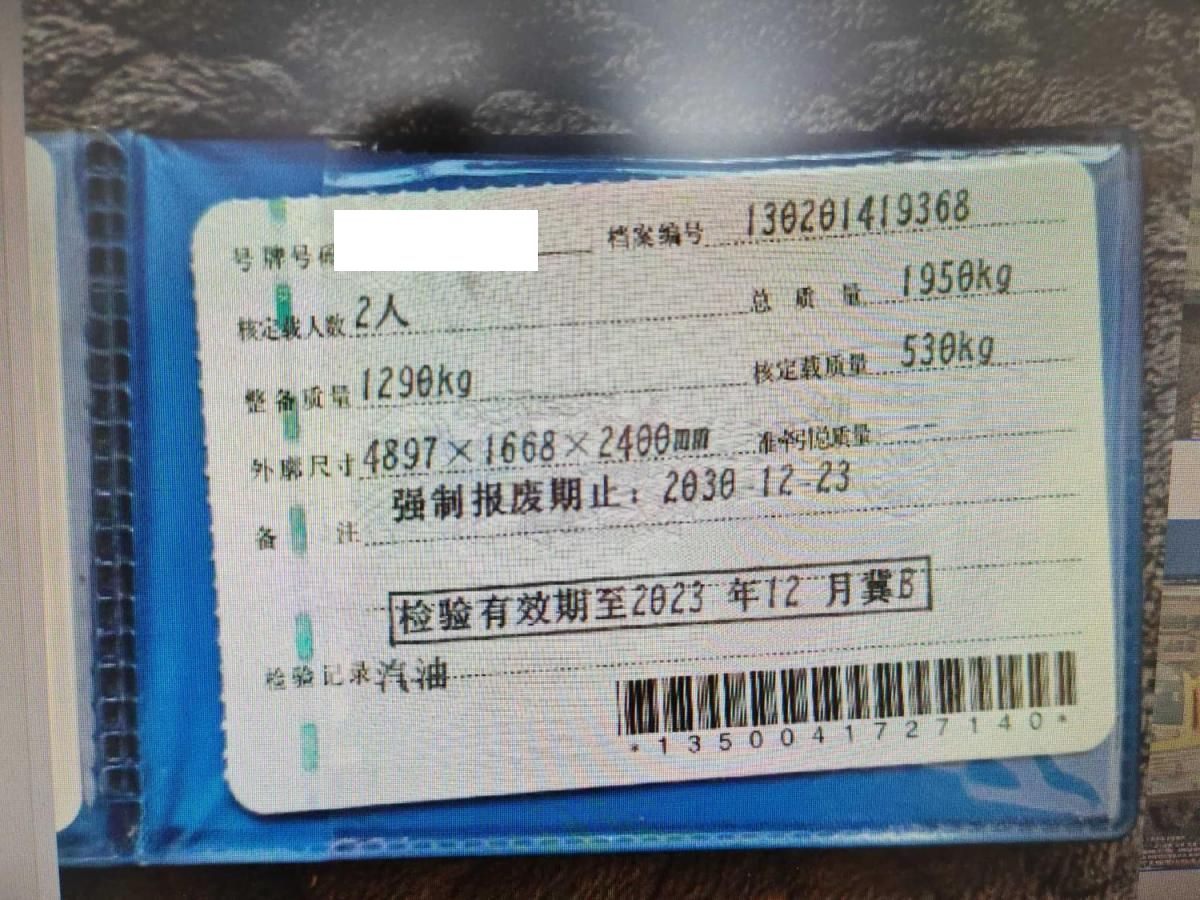 号牌号码 档案编号 130201419368
核定载人数 2人 总质量 1950kg
整备质量 1290kg 核定载质量 530kg
外廓尺寸 4897×1668×2400mm 准牵引总质量 --
备注 强制报废期止：2030-12-23
检验有效期至2023年12月冀B
检验记录 汽油
*1350041727140*